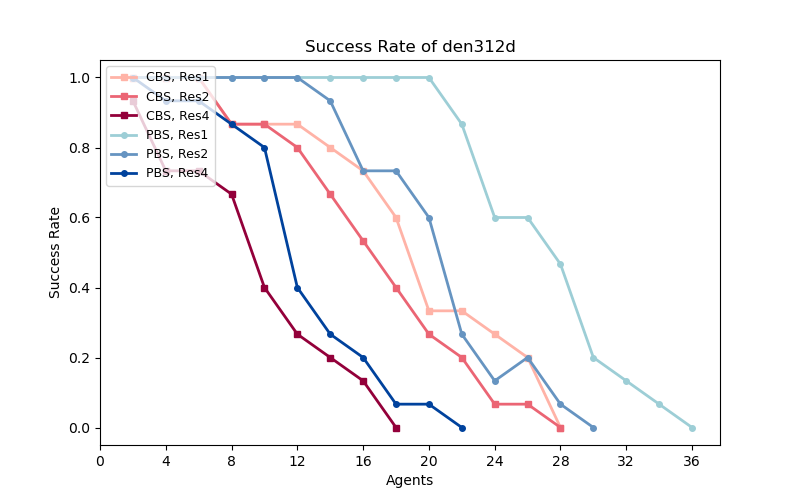 Success Rate of den312d
1.0
0.8
0.6
0.4
0.2
0.0
Success Rate
CBS, Res1
CBS, Res2
CBS, Res4
PBS, Res1
PBS, Res2
PBS, Res4
0 4 8 12 16 20 24 28 32 36
Agents